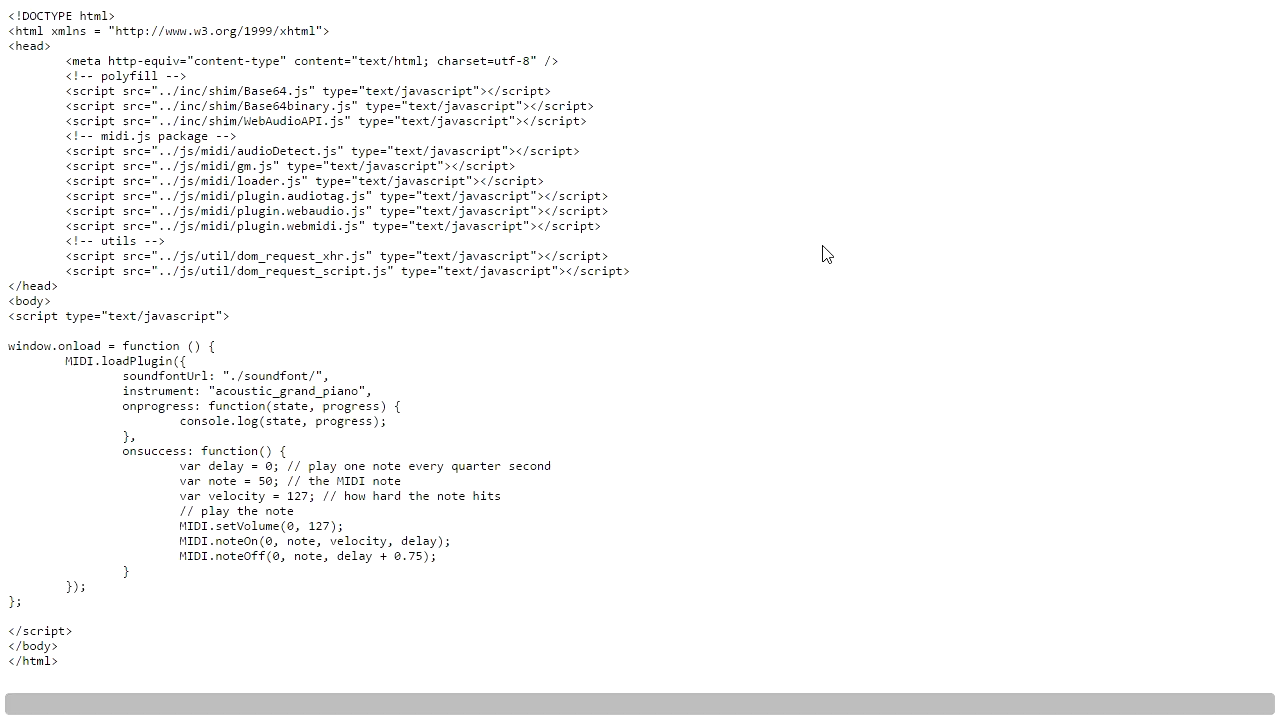 <!DOCTYPE html>
<html xmlns = "http://www.w3.org/1999/xhtml">
<head>
	<meta http-equiv="content-type" content="text/html; charset=utf-8" />
	<!-- polyfill -->
	<script src="../inc/shim/Base64.js" type="text/javascript"></script>
	<script src="../inc/shim/Base64binary.js" type="text/javascript"></script>
	<script src="../inc/shim/WebAudioAPI.js" type="text/javascript"></script>
	<!-- midi.js package -->
	<script src="../js/midi/audioDetect.js" type="text/javascript"></script>
	<script src="../js/midi/gm.js" type="text/javascript"></script>
	<script src="../js/midi/loader.js" type="text/javascript"></script>
	<script src="../js/midi/plugin.audiotag.js" type="text/javascript"></script>
	<script src="../js/midi/plugin.webaudio.js" type="text/javascript"></script>
	<script src="../js/midi/plugin.webmidi.js" type="text/javascript"></script>
	<!-- utils -->
	<script src="../js/util/dom_request_xhr.js" type="text/javascript"></script>
	<script src="../js/util/dom_request_script.js" type="text/javascript"></script>
</head>
<body>
<script type="text/javascript">

window.onload = function () {
	MIDI.loadPlugin({
		soundfontUrl: "./soundfont/",
		instrument: "acoustic_grand_piano",
		onprogress: function(state, progress) {
			console.log(state, progress);
		},
		onsuccess: function() {
			var delay = 0; // play one note every quarter second
			var note = 50; // the MIDI note
			var velocity = 127; // how hard the note hits
			// play the note
			MIDI.setVolume(0, 127);
			MIDI.noteOn(0, note, velocity, delay);
			MIDI.noteOff(0, note, delay + 0.75);
		}
	});
};

</script>
</body>
</html>